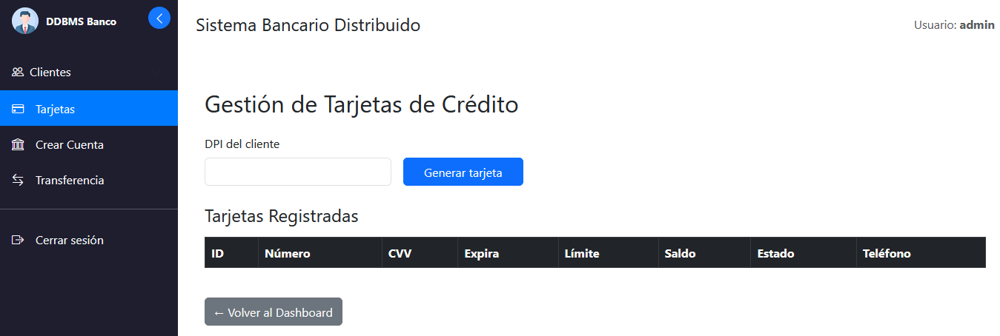 DDBMS Banco
Clientes
Tarjetas
Crear Cuenta
Transferencia
Cerrar sesión
Sistema Bancario Distribuido
Usuario: admin
Gestión de Tarjetas de Crédito
DPI del cliente
Generar tarjeta
Tarjetas Registradas
ID Número CVV Expira Límite Saldo Estado Teléfono
← Volver al Dashboard